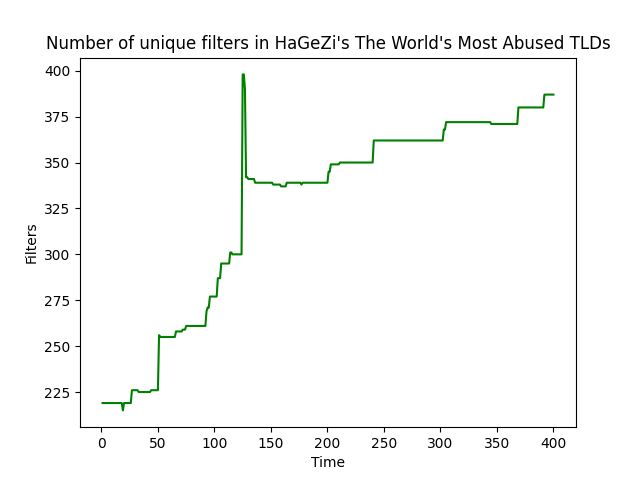 Number of unique filters in HaGeZi's The World's Most Abused TLDs
400
375
350
325
300
275
250
225
Filters
0 50 100 150 200 250 300 350 400
Time